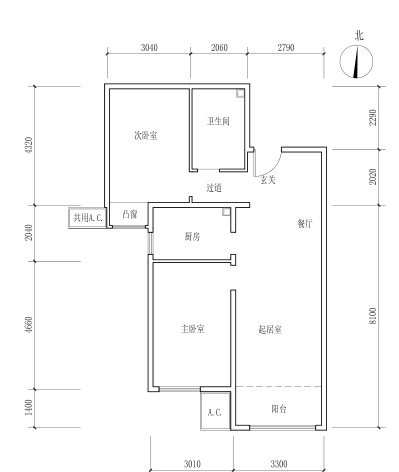 北
3040
2060
2790
4320
2290
次卧室
卫生间
过道
玄关
2020
共用A.C.
凸窗
餐厅
2040
厨房
4660
主卧室
起居室
8100
1400
A.C.
阳台
3010
3300